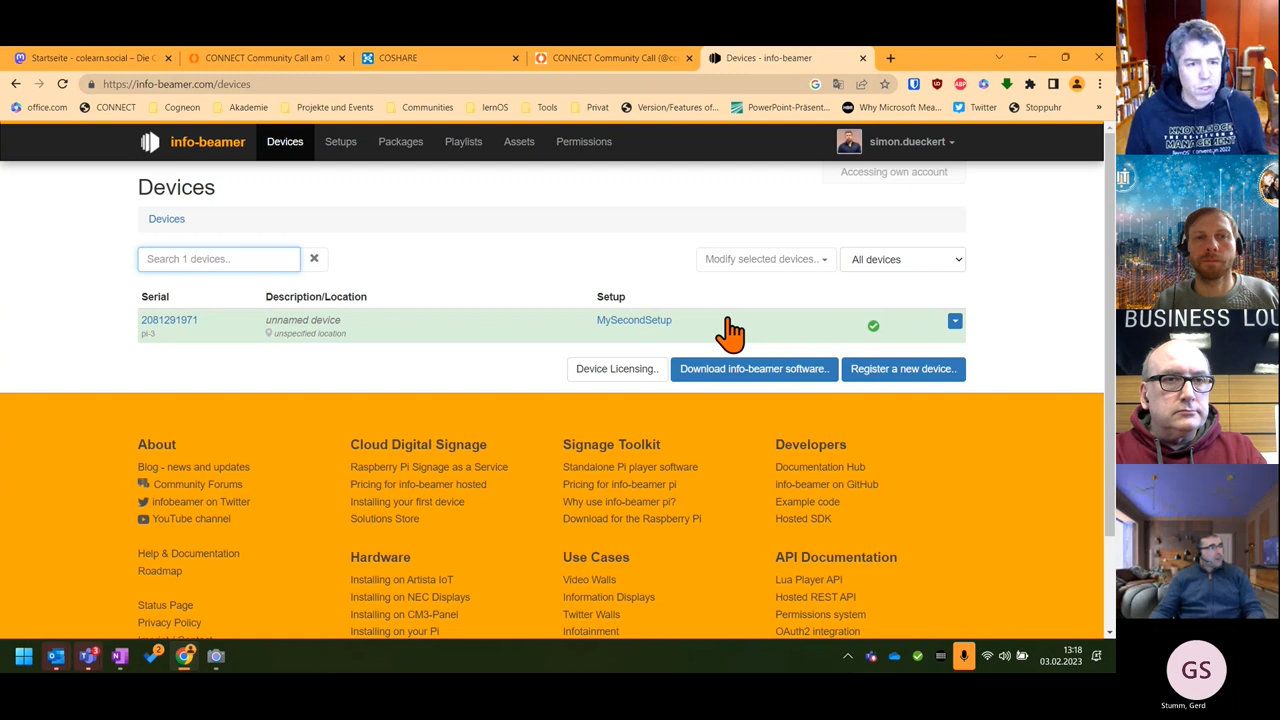 Startseite - colearn.social – Die C
CONNECT Community Call am 0
COSHARE
CONNECT Community Call (@co
Devices - info-beamer
https://info-beamer.com/devices
office.com
CONNECT
Cogneon
Akademie
Projekte und Events
Communities
lernOS
Tools
Privat
Version/Features of...
PowerPoint-Präsent...
Why Microsoft Mea...
Twitter
Stoppuhr
»
info-beamer
Devices
Setups
Packages
Playlists
Assets
Permissions
simon.dueckert
Accessing own account
Devices
Devices
Search 1 devices..
Modify selected devices..
All devices
Serial
Description/Location
Setup
2081291971
unnamed device
MySecondSetup
pi-3
unspecified location
Device Licensing..
Download info-beamer software..
Register a new device..
About
Blog - news and updates
Community Forums
infobeamer on Twitter
YouTube channel
Help & Documentation
Roadmap
Status Page
Privacy Policy
Imprint / Contact
Cloud Digital Signage
Raspberry Pi Signage as a Service
Pricing for info-beamer hosted
Installing your first device
Solutions Store
Hardware
Installing on Artista IoT
Installing on NEC Displays
Installing on CM3-Panel
Installing on your Pi
Signage Toolkit
Standalone Pi player software
Pricing for info-beamer pi
Why use info-beamer pi?
Download for the Raspberry Pi
Use Cases
Video Walls
Information Displays
Twitter Walls
Infotainment
Developers
Documentation Hub
info-beamer on GitHub
Example code
Hosted SDK
API Documentation
Lua Player API
Hosted REST API
Permissions system
OAuth2 integration
3
2
13:18
03.02.2023
KNOWLEDGE
MANAGEMENT
BUSINESS LOU
GS
Stumm, Gerd